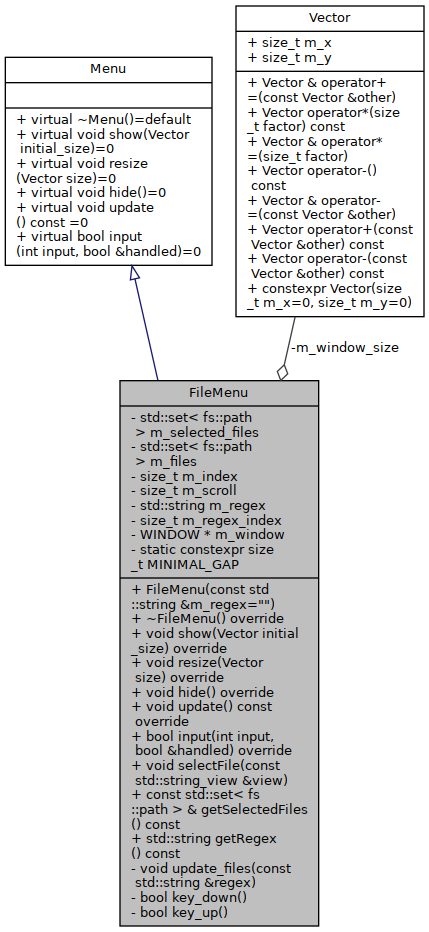 Menu
+ virtual ~Menu()=default
+ virtual void show(Vector
initial_size)=0
+ virtual void resize
(Vector size)=0
+ virtual void hide()=0
+ virtual void update
() const =0
+ virtual bool input
(int input, bool &handled)=0
Vector
+ size_t m_x
+ size_t m_y
+ Vector & operator+
=(const Vector &other)
+ Vector operator*(size
_t factor) const
+ Vector & operator*
=(size_t factor)
+ Vector operator-()
const
+ Vector & operator-
=(const Vector &other)
+ Vector operator+(const
Vector &other) const
+ Vector operator-(const
Vector &other) const
+ constexpr Vector(size
_t m_x=0, size_t m_y=0)
-m_window_size
FileMenu
- std::set< fs::path
> m_selected_files
- std::set< fs::path
> m_files
- size_t m_index
- size_t m_scroll
- std::string m_regex
- size_t m_regex_index
- WINDOW * m_window
- static constexpr size
_t MINIMAL_GAP
+ FileMenu(const std
::string &m_regex="")
+ ~FileMenu() override
+ void show(Vector initial
_size) override
+ void resize(Vector
size) override
+ void hide() override
+ void update() const
override
+ bool input(int input,
bool &handled) override
+ void selectFile(const
std::string_view &view)
+ const std::set< fs
::path > & getSelectedFiles
() const
+ std::string getRegex
() const
- void update_files(const
std::string &regex)
- bool key_down()
- bool key_up()